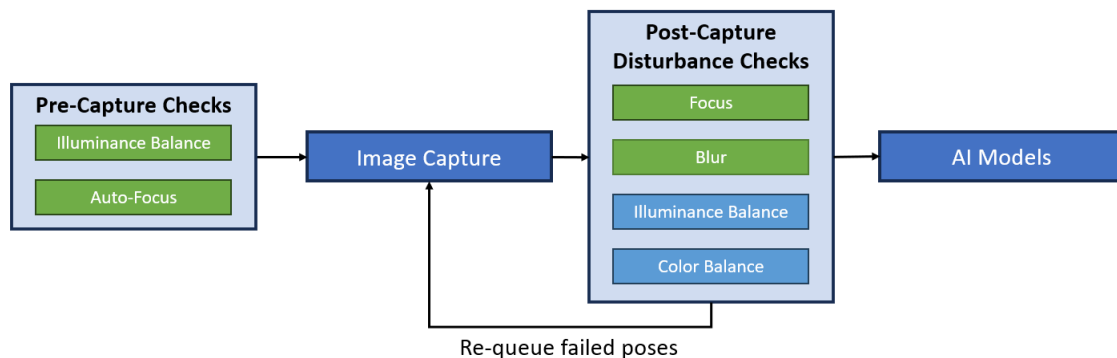 Pre-Capture Checks
Illuminance Balance
Auto-Focus
Image Capture
Post-Capture
Disturbance Checks
Focus
Blur
Illuminance Balance
Color Balance
AI Models
Re-queue failed poses